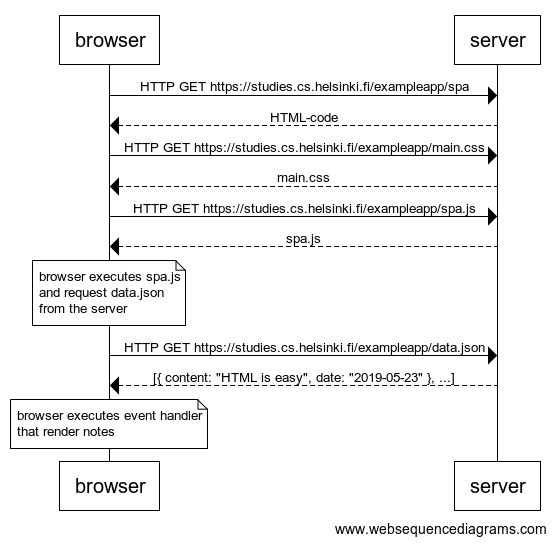 browser
server
HTTP GET https://studies.cs.helsinki.fi/exampleapp/spa
HTML-code
HTTP GET https://studies.cs.helsinki.fi/exampleapp/main.css
main.css
HTTP GET https://studies.cs.helsinki.fi/exampleapp/spa.js
spa.js
browser executes spa.js
and request data.json
from the server
HTTP GET https://studies.cs.helsinki.fi/exampleapp/data.json
[{ content: "HTML is easy", date: "2019-05-23" }, ...]
browser executes event handler
that render notes
browser
server
www.websequencediagrams.com